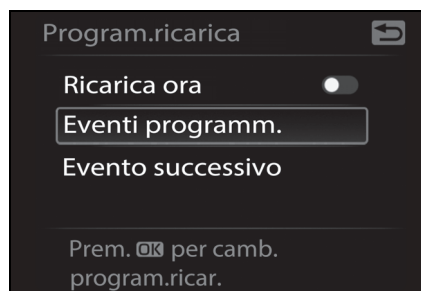 Program.ricarica
Ricarica ora
Eventi programm.
Evento successivo
Prem. OK per camb.
program.ricar.